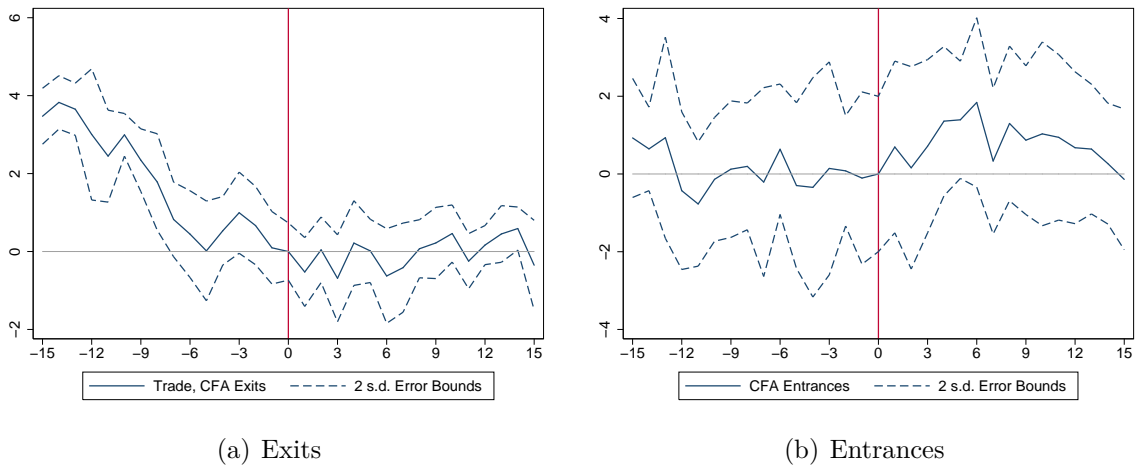 6
4
2
0
−2
−15 −12 −9 −6 −3 0 3 6 9 12 15
Trade, CFA Exits 2 s.d. Error Bounds
(a) Exits
4
2
0
−2
−4
−15 −12 −9 −6 −3 0 3 6 9 12 15
CFA Entrances 2 s.d. Error Bounds
(b) Entrances